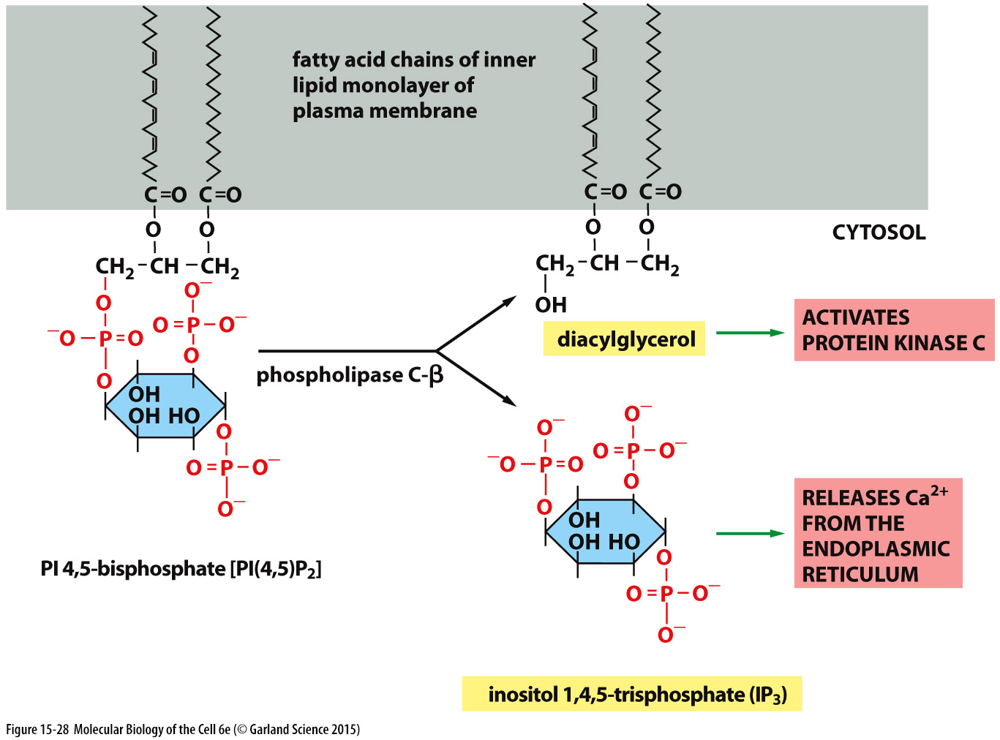 fatty acid chains of inner
lipid monolayer of
plasma membrane
C=O C=O
O O
CH₂–CH–CH₂
O
⁻O–P=O
O
O⁻
O=P–O⁻
O
OH
OH HO
O
O=P–O⁻
O⁻
PI 4,5-bisphosphate [PI(4,5)P₂]
phospholipase C-β
C=O C=O
O O
CH₂–CH–CH₂
OH
CYTOSOL
diacylglycerol
ACTIVATES
PROTEIN KINASE C
O⁻
⁻O–P=O
O
O⁻
O=P–O⁻
O
OH
OH HO
O
O=P–O⁻
O⁻
RELEASES Ca²⁺
FROM THE
ENDOPLASMIC
RETICULUM
inositol 1,4,5-trisphosphate (IP₃)
Figure 15-28 Molecular Biology of the Cell 6e (© Garland Science 2015)